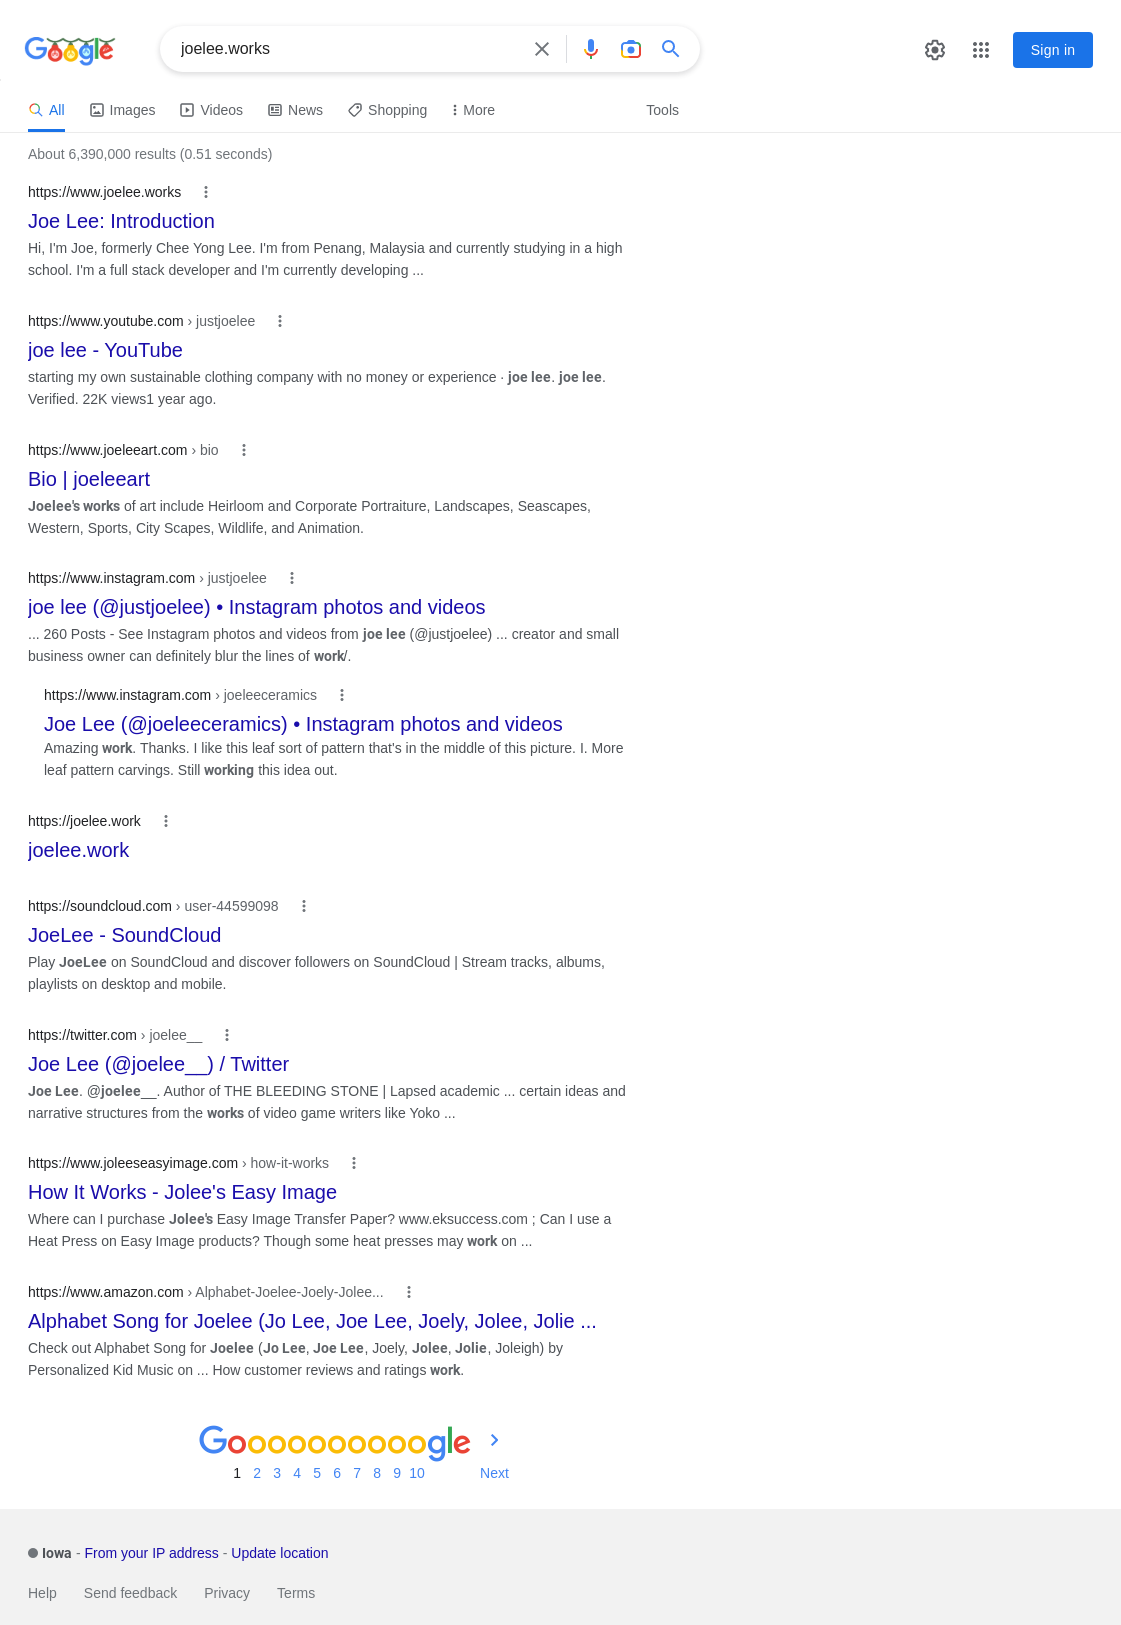 Google
joelee.works
Sign in
All Images Videos News Shopping More Tools
About 6,390,000 results (0.51 seconds)
https://www.joelee.works
Joe Lee: Introduction
Hi, I'm Joe, formerly Chee Yong Lee. I'm from Penang, Malaysia and currently studying in a high
school. I'm a full stack developer and I'm currently developing ...
https://www.youtube.com › justjoelee
joe lee - YouTube
starting my own sustainable clothing company with no money or experience · joe lee. joe lee.
Verified. 22K views1 year ago.
https://www.joeleeart.com › bio
Bio | joeleeart
Joelee's works of art include Heirloom and Corporate Portraiture, Landscapes, Seascapes,
Western, Sports, City Scapes, Wildlife, and Animation.
https://www.instagram.com › justjoelee
joe lee (@justjoelee) • Instagram photos and videos
... 260 Posts - See Instagram photos and videos from joe lee (@justjoelee) ... creator and small
business owner can definitely blur the lines of work/.
https://www.instagram.com › joeleeceramics
Joe Lee (@joeleeceramics) • Instagram photos and videos
Amazing work. Thanks. I like this leaf sort of pattern that's in the middle of this picture. I. More
leaf pattern carvings. Still working this idea out.
https://joelee.work
joelee.work
https://soundcloud.com › user-44599098
JoeLee - SoundCloud
Play JoeLee on SoundCloud and discover followers on SoundCloud | Stream tracks, albums,
playlists on desktop and mobile.
https://twitter.com › joelee__
Joe Lee (@joelee__) / Twitter
Joe Lee. @joelee__. Author of THE BLEEDING STONE | Lapsed academic ... certain ideas and
narrative structures from the works of video game writers like Yoko ...
https://www.joleeseasyimage.com › how-it-works
How It Works - Jolee's Easy Image
Where can I purchase Jolee's Easy Image Transfer Paper? www.eksuccess.com ; Can I use a
Heat Press on Easy Image products? Though some heat presses may work on ...
https://www.amazon.com › Alphabet-Joelee-Joely-Jolee...
Alphabet Song for Joelee (Jo Lee, Joe Lee, Joely, Jolee, Jolie ...
Check out Alphabet Song for Joelee (Jo Lee, Joe Lee, Joely, Jolee, Jolie, Joleigh) by
Personalized Kid Music on ... How customer reviews and ratings work.
Goooooooooogle
1 2 3 4 5 6 7 8 9 10 Next
Iowa - From your IP address - Update location
Help Send feedback Privacy Terms